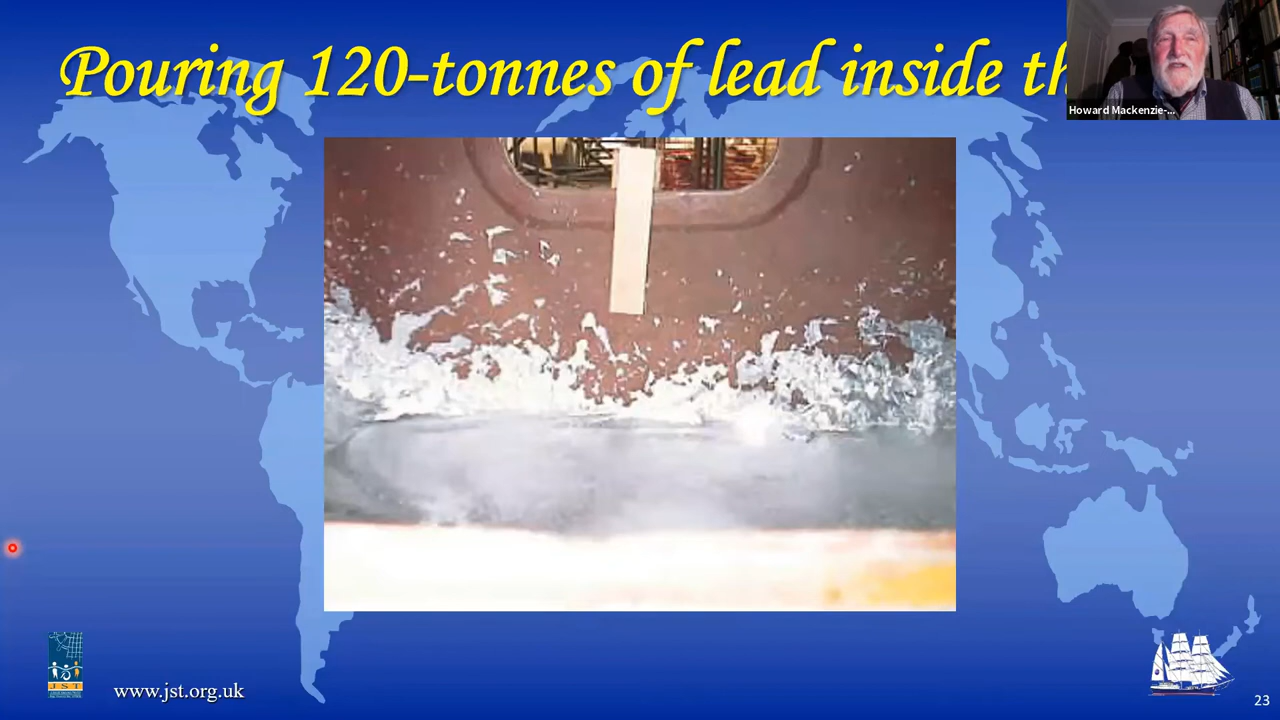 Pouring 120-tonnes of lead inside th
Howard Mackenzie-...
JST
www.jst.org.uk
23